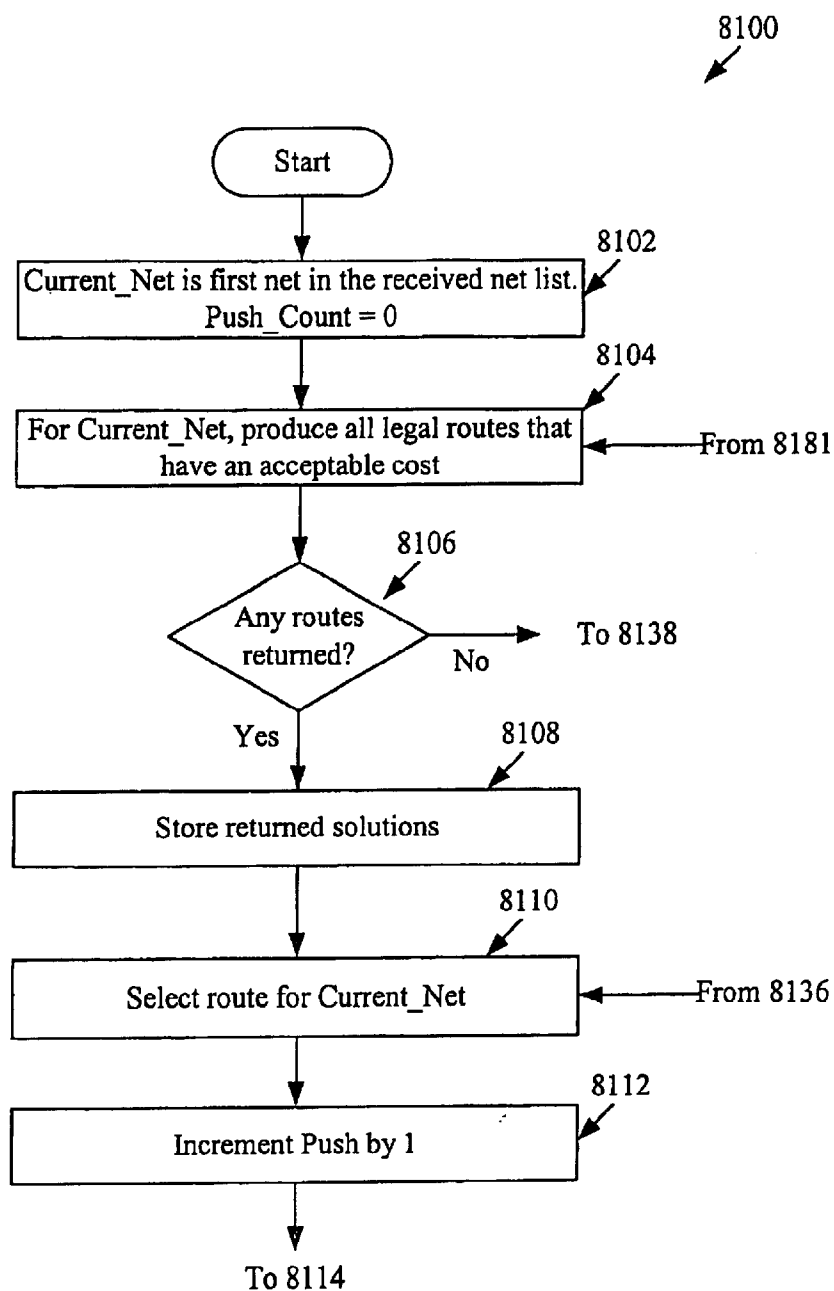 8100
Start
8102
Current_Net is first net in the received net list.
Push_Count = 0
8104
For Current_Net, produce all legal routes that
have an acceptable cost
From 8181
8106
Any routes
returned?
No
To 8138
Yes
8108
Store returned solutions
8110
Select route for Current_Net
From 8136
8112
Increment Push by 1
To 8114